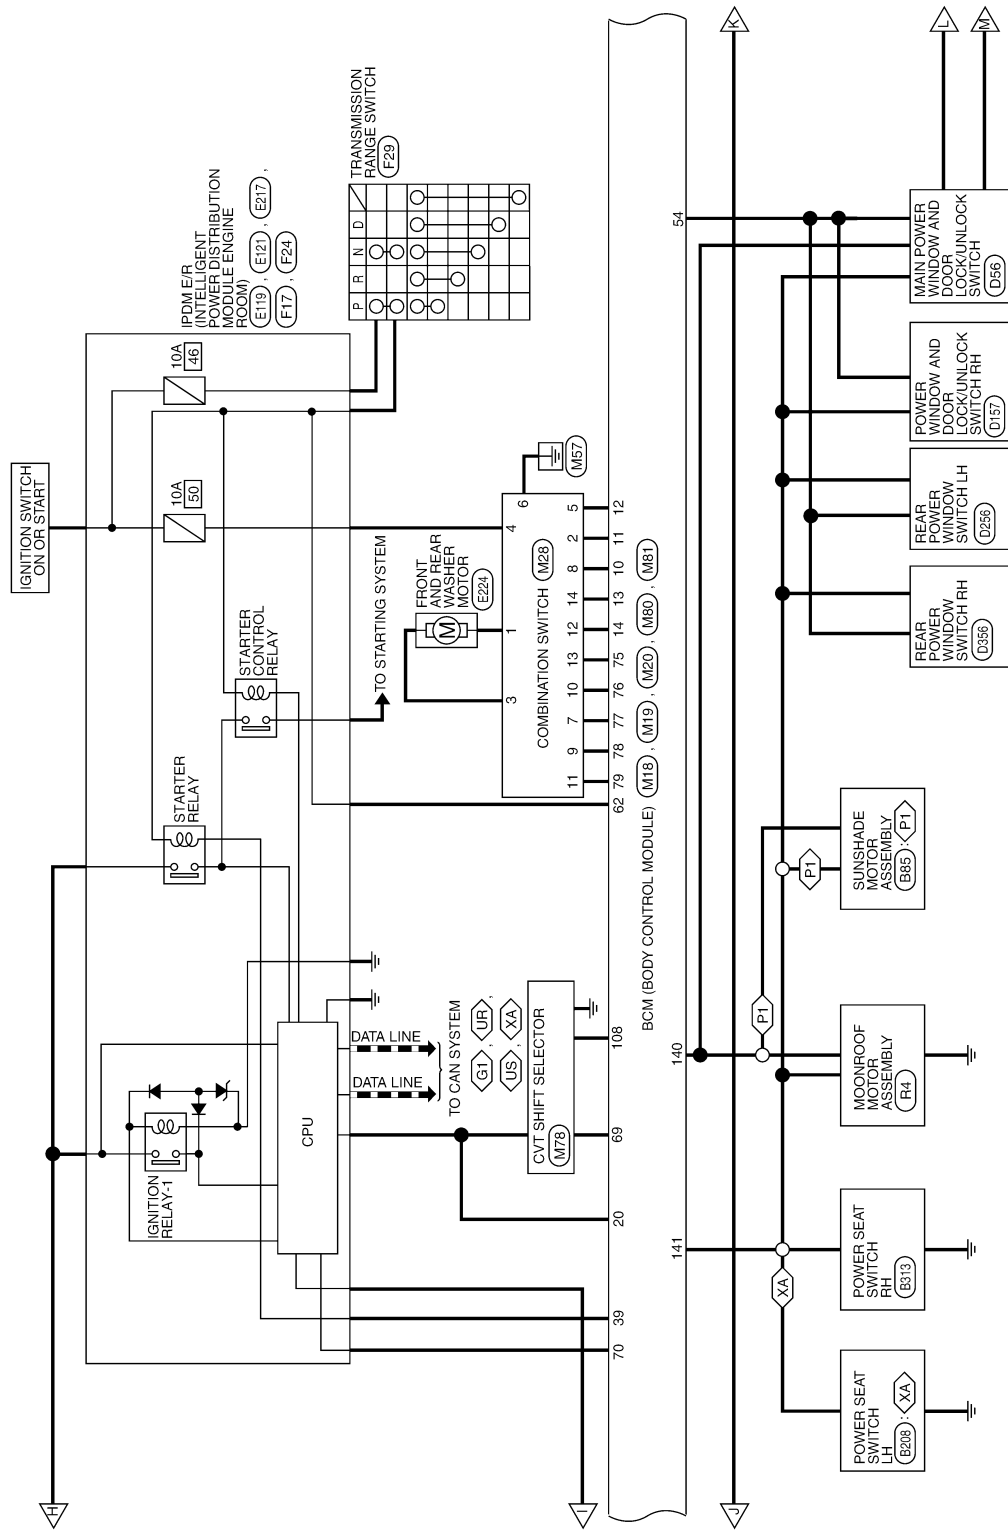 IGNITION SWITCH
ON OR START
10A
50
10A
46
IPDM E/R
(INTELLIGENT
POWER DISTRIBUTION
MODULE ENGINE
ROOM)
E119 , E121 , E217 ,
F17 , F24
TRANSMISSION
RANGE SWITCH
F29
P R N D
STARTER
RELAY
STARTER
CONTROL
RELAY
TO STARTING SYSTEM
IGNITION
RELAY-1
CPU
DATA LINE
DATA LINE
TO CAN SYSTEM
G1 , UR ,
US , XA
CVT SHIFT SELECTOR
M78
FRONT
AND REAR
WASHER
MOTOR
E224
M
COMBINATION SWITCH
M28
M57
3 1 4 6
11 9 7 10 13 12 14 8 2 5
70 39 20 69 108 62 79 78 77 76 75 14 13 10 11 12
BCM (BODY CONTROL MODULE)
M18 , M19 , M20 , M80 , M81
141 140 54
H
I
J
K
L
M
XA
P1
P1
POWER SEAT
SWITCH
LH
B208 : XA
POWER SEAT
SWITCH
RH
B313
MOONROOF
MOTOR
ASSEMBLY
R4
SUNSHADE
MOTOR
ASSEMBLY
B85 : P1
REAR
POWER
WINDOW
SWITCH RH
D356
REAR
POWER
WINDOW
SWITCH LH
D256
POWER
WINDOW AND
DOOR
LOCK/UNLOCK
SWITCH RH
D157
MAIN POWER
WINDOW AND
DOOR
LOCK/UNLOCK
SWITCH
D56